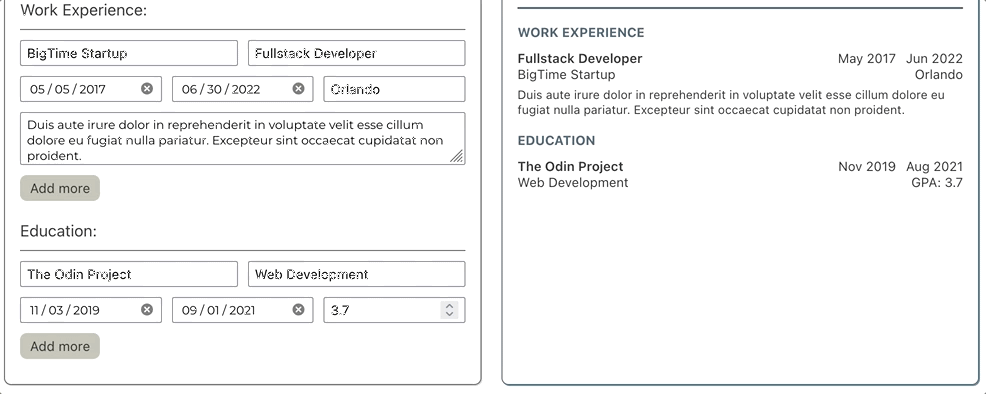 Work Experience:
BigTime Startup
Fullstack Developer
05/05/2017
06/30/2022
Orlando
Duis aute irure dolor in reprehenderit in voluptate velit esse cillum
dolore eu fugiat nulla pariatur. Excepteur sint occaecat cupidatat non
proident.
Add more
Education:
The Odin Project
Web Development
11/03/2019
09/01/2021
3.7
Add more
WORK EXPERIENCE
Fullstack Developer
May 2017 Jun 2022
BigTime Startup
Orlando
Duis aute irure dolor in reprehenderit in voluptate velit esse cillum dolore eu
fugiat nulla pariatur. Excepteur sint occaecat cupidatat non proident.
EDUCATION
The Odin Project
Nov 2019 Aug 2021
Web Development
GPA: 3.7